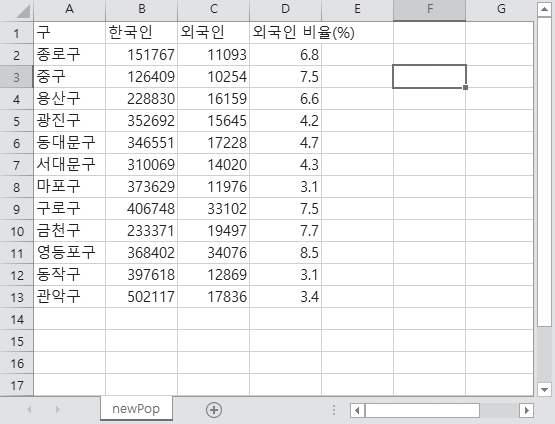 A B C D E F G
1 구 한국인 외국인 외국인 비율(%)
2 종로구 151767 11093 6.8
3 중구 126409 10254 7.5
4 용산구 228830 16159 6.6
5 광진구 352692 15645 4.2
6 동대문구 346551 17228 4.7
7 서대문구 310069 14020 4.3
8 마포구 373629 11976 3.1
9 구로구 406748 33102 7.5
10 금천구 233371 19497 7.7
11 영등포구 368402 34076 8.5
12 동작구 397618 12869 3.1
13 관악구 502117 17836 3.4
14
15
16
17
newPop